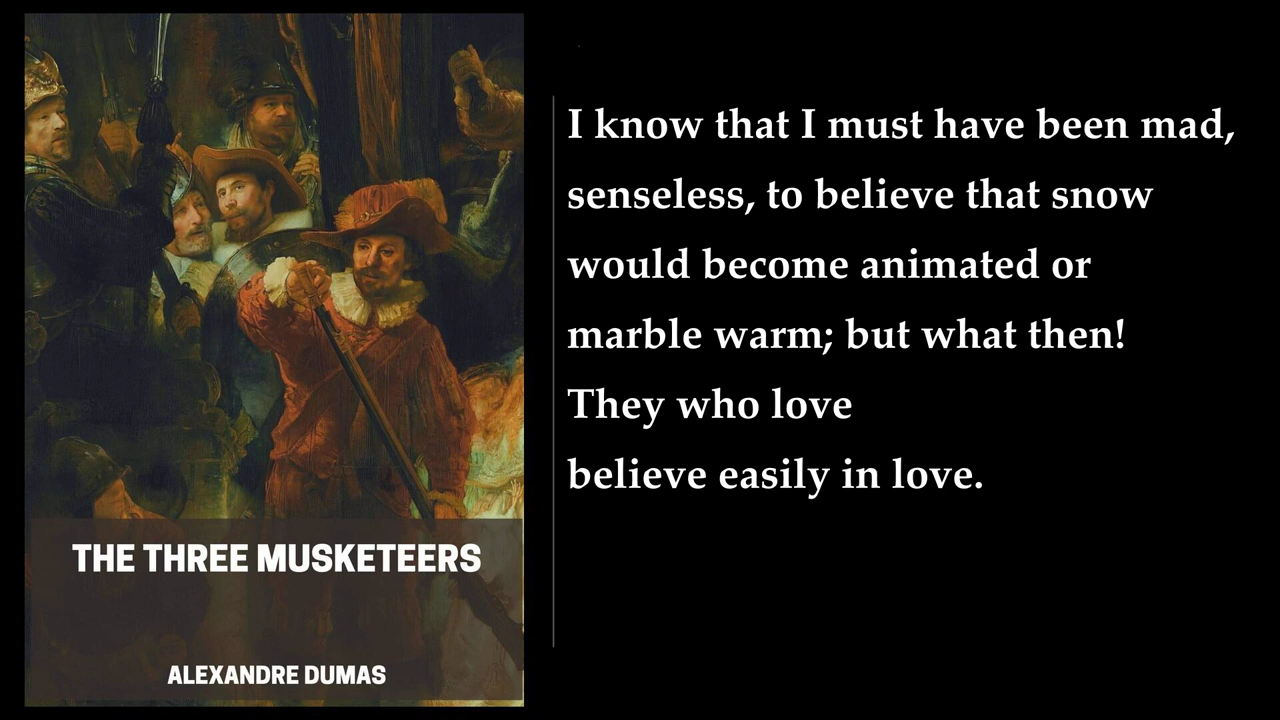 THE THREE MUSKETEERS
ALEXANDRE DUMAS
I know that I must have been mad,
senseless, to believe that snow
would become animated or
marble warm; but what then!
They who love
believe easily in love.